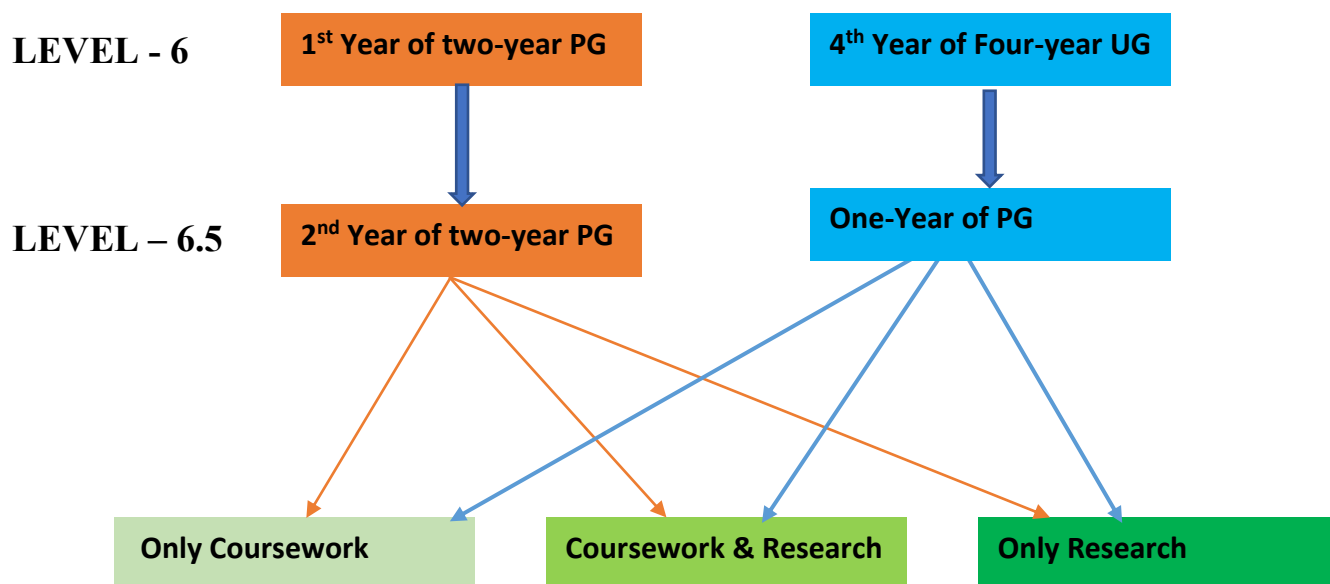 LEVEL - 6
1st Year of two-year PG
4th Year of Four-year UG
LEVEL – 6.5
2nd Year of two-year PG
One-Year of PG
Only Coursework
Coursework & Research
Only Research